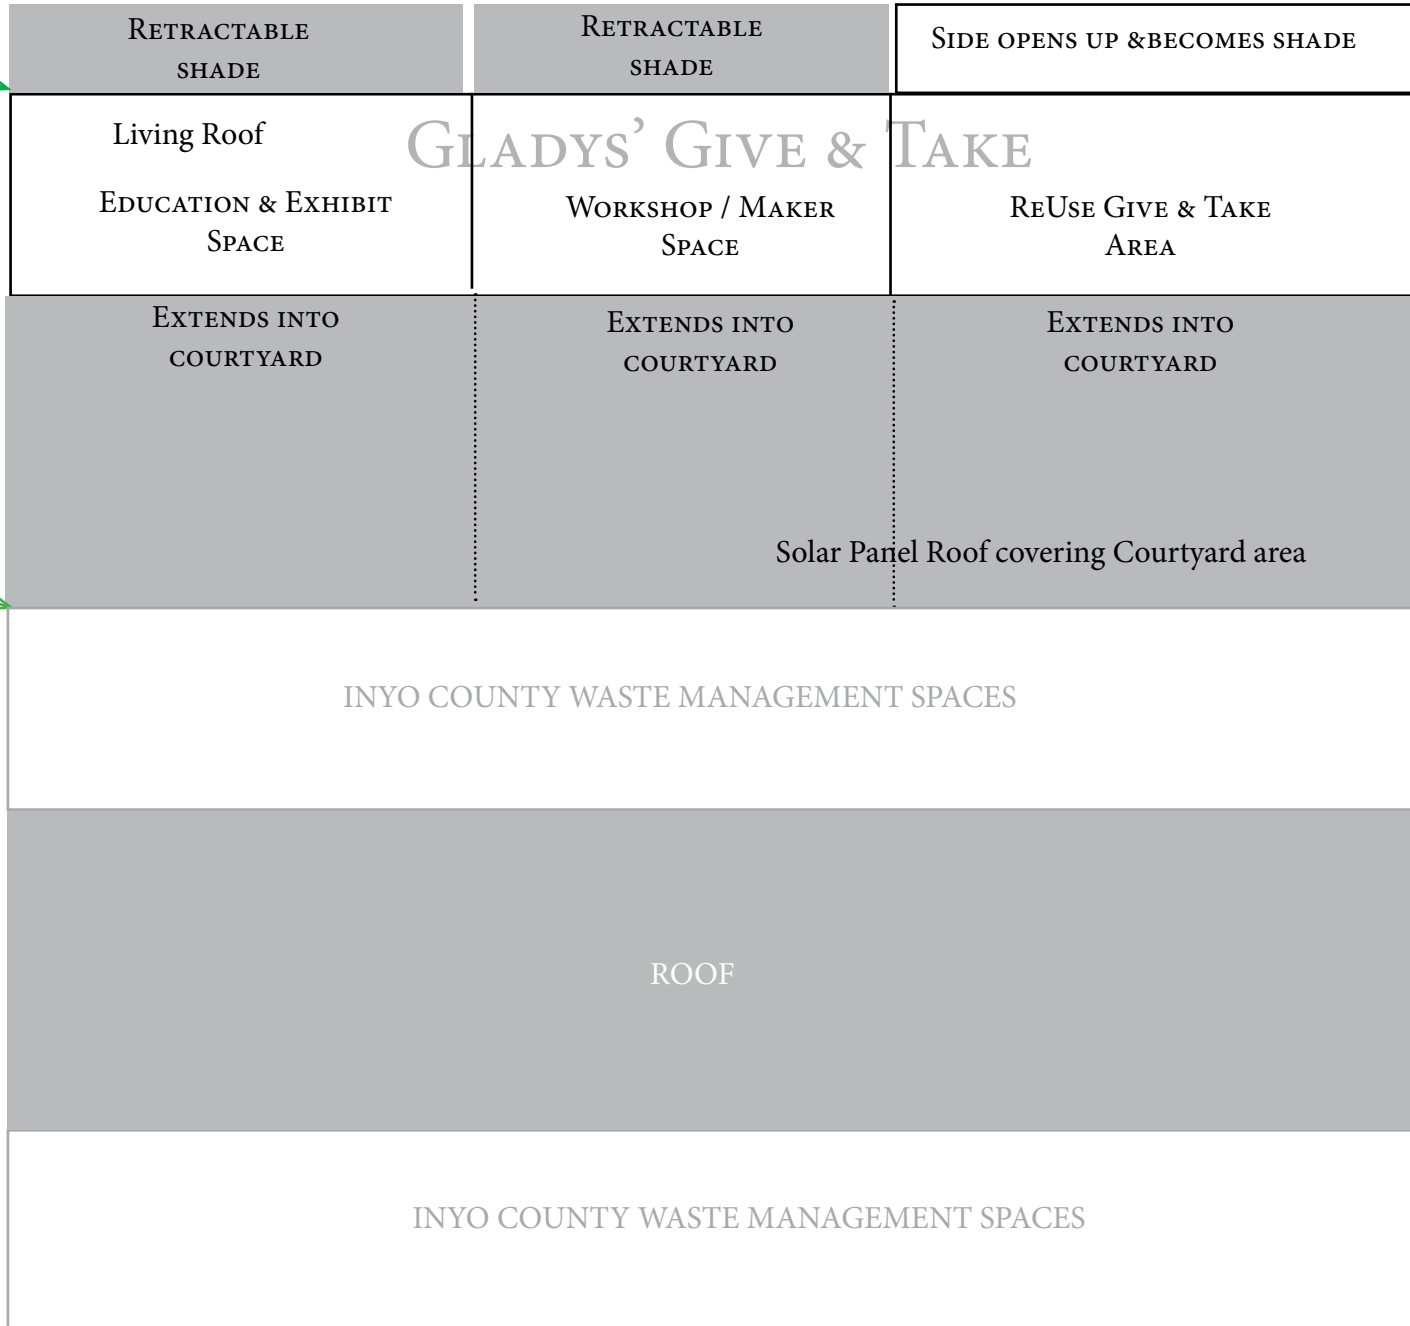 Retractable
shade
Retractable
shade
Side opens up &becomes shade
Living Roof
Gladys’ Give & Take
Education & Exhibit
Space
Workshop / Maker
Space
ReUse Give & Take
Area
Extends into
courtyard
Extends into
courtyard
Extends into
courtyard
Solar Panel Roof covering Courtyard area
INYO COUNTY WASTE MANAGEMENT SPACES
ROOF
INYO COUNTY WASTE MANAGEMENT SPACES